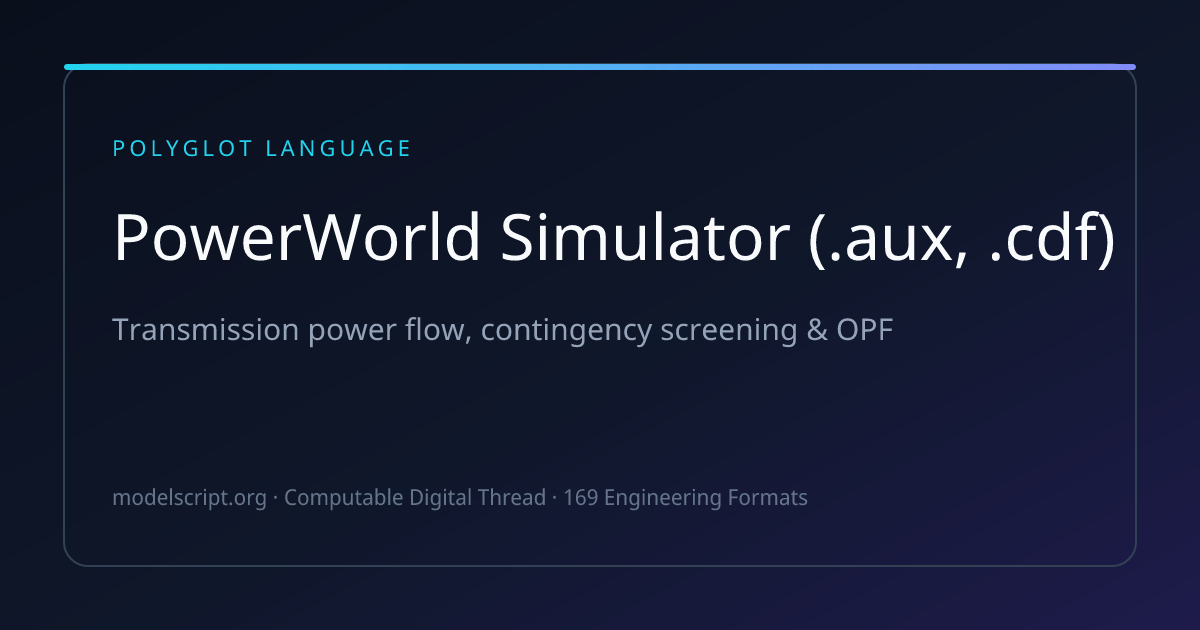 POLYGLOT LANGUAGE
PowerWorld Simulator (.aux, .cdf)
Transmission power flow, contingency screening & OPF
modelscript.org · Computable Digital Thread · 169 Engineering Formats